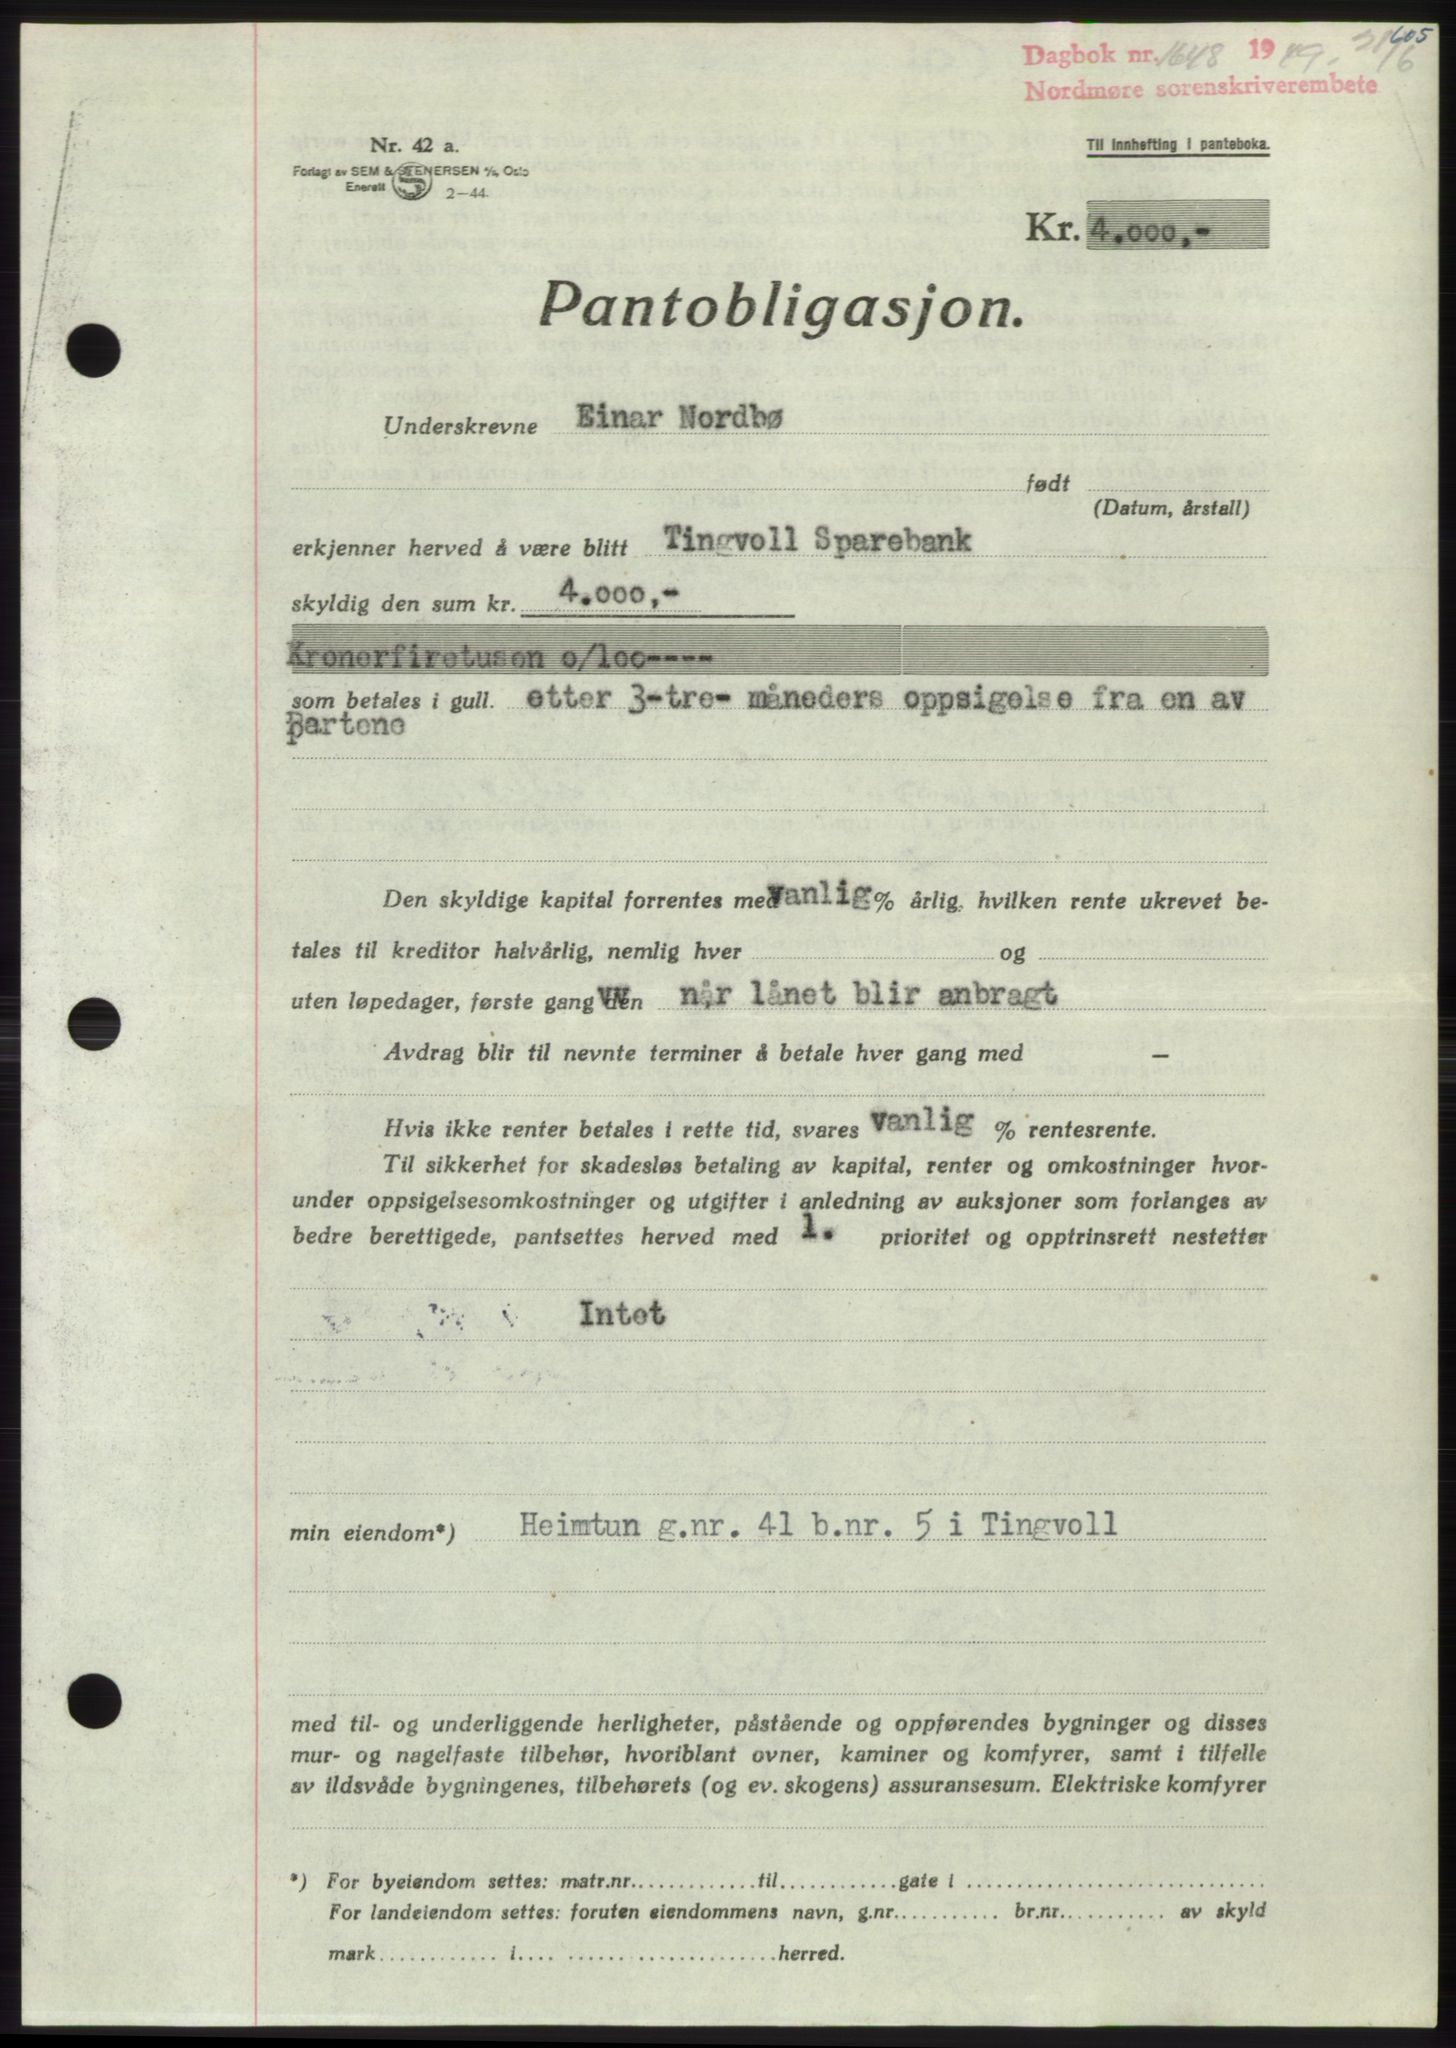 605
Dagbok nr. 1648 1949. 28/6
Nordmøre sorenskriverembete
Nr. 42 a.
Til innhefting i panteboka.
Forlagt av SEM & STENERSEN A/S, Oslo
Enerett 2-44.
Kr. 4.000,-
Pantobligasjon.
Underskrevne Einar Nordbø
født
(Datum, årstall)
erkjenner herved å være blitt Tingvoll Sparebank
skyldig den sum kr. 4.000,-
Kronerfiretusen o/loo----
som betales i gull. etter 3-tre- måneders oppsigelse fra en av
Partene
Den skyldige kapital forrentes med vanlig % årlig, hvilken rente ukrevet be-
tales til kreditor halvårlig, nemlig hver og
uten løpedager, første gang den når lånet blir anbragt
Avdrag blir til nevnte terminer å betale hver gang med —
Hvis ikke renter betales i rette tid, svares vanlig % rentesrente.
Til sikkerhet for skadesløs betaling av kapital, renter og omkostninger hvor-
under oppsigelsesomkostninger og utgifter i anledning av auksjoner som forlanges av
bedre berettigede, pantsettes herved med 1. prioritet og opptrinsrett nestetter
Intet
min eiendom*) Heimtun g.nr. 41 b.nr. 5 i Tingvoll
med til- og underliggende herligheter, påstående og oppførendes bygninger og disses
mur- og nagelfaste tilbehør, hvoriblant ovner, kaminer og komfyrer, samt i tilfelle
av ildsvåde bygningenes, tilbehørets (og ev. skogens) assuransesum. Elektriske komfyrer
*) For byeiendom settes: matr.nr. ............ til ............ gate i ..............................
For landeiendom settes: foruten eiendommens navn, g.nr. ........... br.nr. ........... av skyld
mark ............ i .......................... herred.